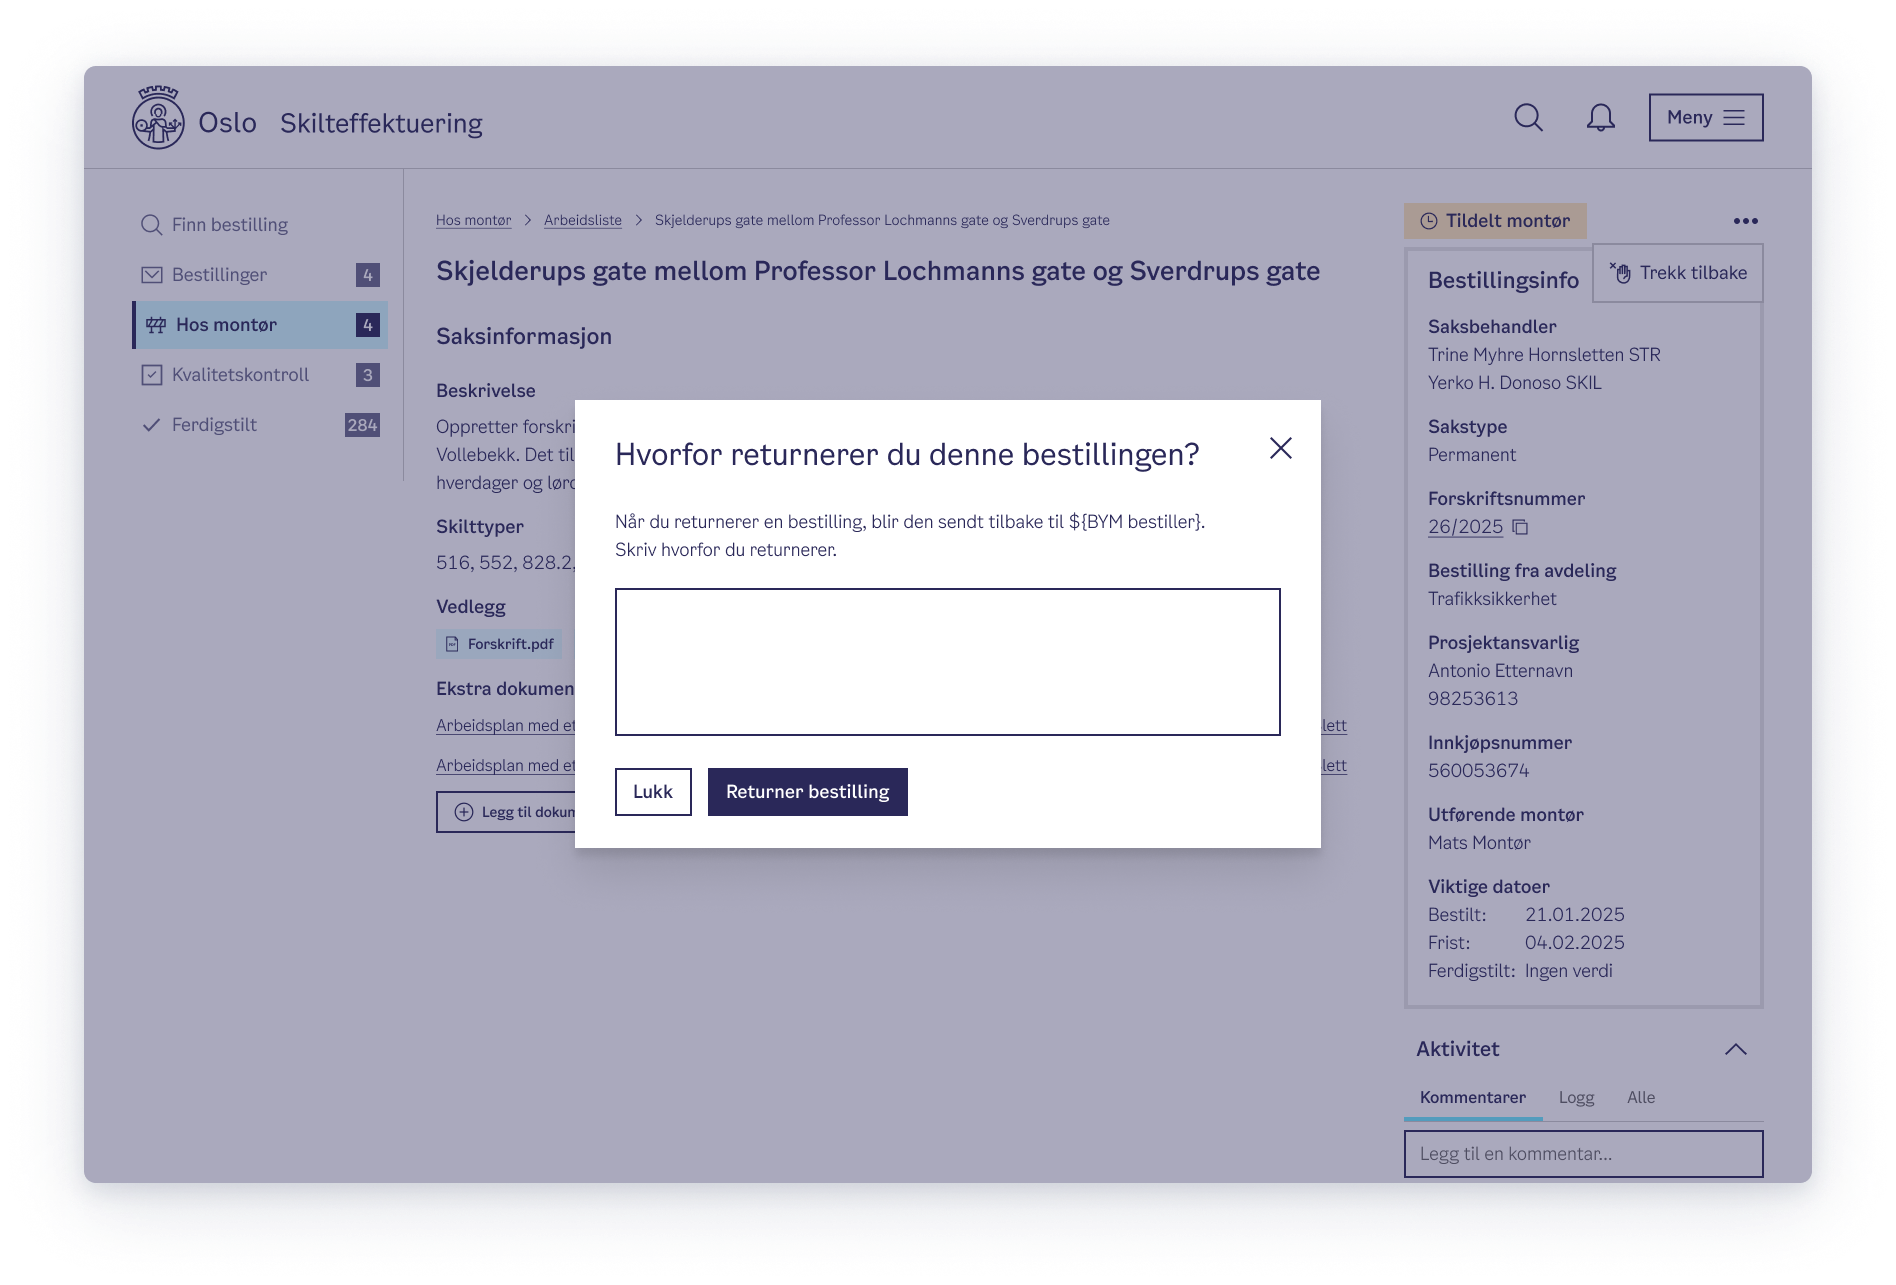 Oslo Skilteffektuering
Meny
Finn bestilling
Bestillinger 4
Hos montør 4
Kvalitetskontroll 3
Ferdigstilt 284
Hos montør > Arbeidsliste > Skjelderups gate mellom Professor Lochmanns gate og Sverdrups gate
Skjelderups gate mellom Professor Lochmanns gate og Sverdrups gate
Saksinformasjon
Beskrivelse
Oppretter forskri
Vollebekk. Det til
hverdager og lørd
Skilttyper
516, 552, 828.2,
Vedlegg
Forskrift.pdf
Ekstra dokumen
Arbeidsplan med et
lett
Arbeidsplan med et
lett
Legg til dokum
Hvorfor returnerer du denne bestillingen?
Når du returnerer en bestilling, blir den sendt tilbake til ${BYM bestiller}.
Skriv hvorfor du returnerer.
Lukk
Returner bestilling
Tildelt montør
Trekk tilbake
Bestillingsinfo
Saksbehandler
Trine Myhre Hornsletten STR
Yerko H. Donoso SKIL
Sakstype
Permanent
Forskriftsnummer
26/2025
Bestilling fra avdeling
Trafikksikkerhet
Prosjektansvarlig
Antonio Etternavn
98253613
Innkjøpsnummer
560053674
Utførende montør
Mats Montør
Viktige datoer
Bestilt: 21.01.2025
Frist: 04.02.2025
Ferdigstilt: Ingen verdi
Aktivitet
Kommentarer Logg Alle
Legg til en kommentar...